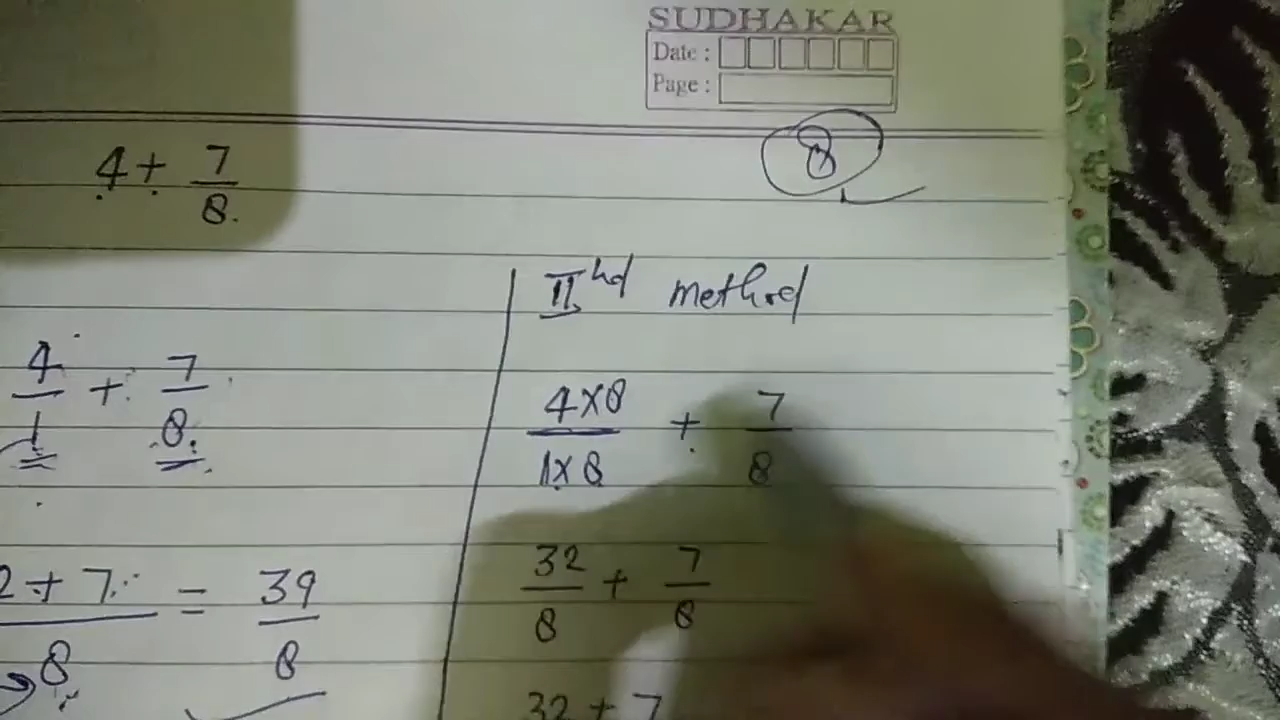 SUDHAKAR
Date :
Page :
8
4 + 7/8
4/1 + 7/8
2 + 7/8 = 39/8
IInd method
4×8/1×8 + 7/8
32/8 + 7/8
32 + 7